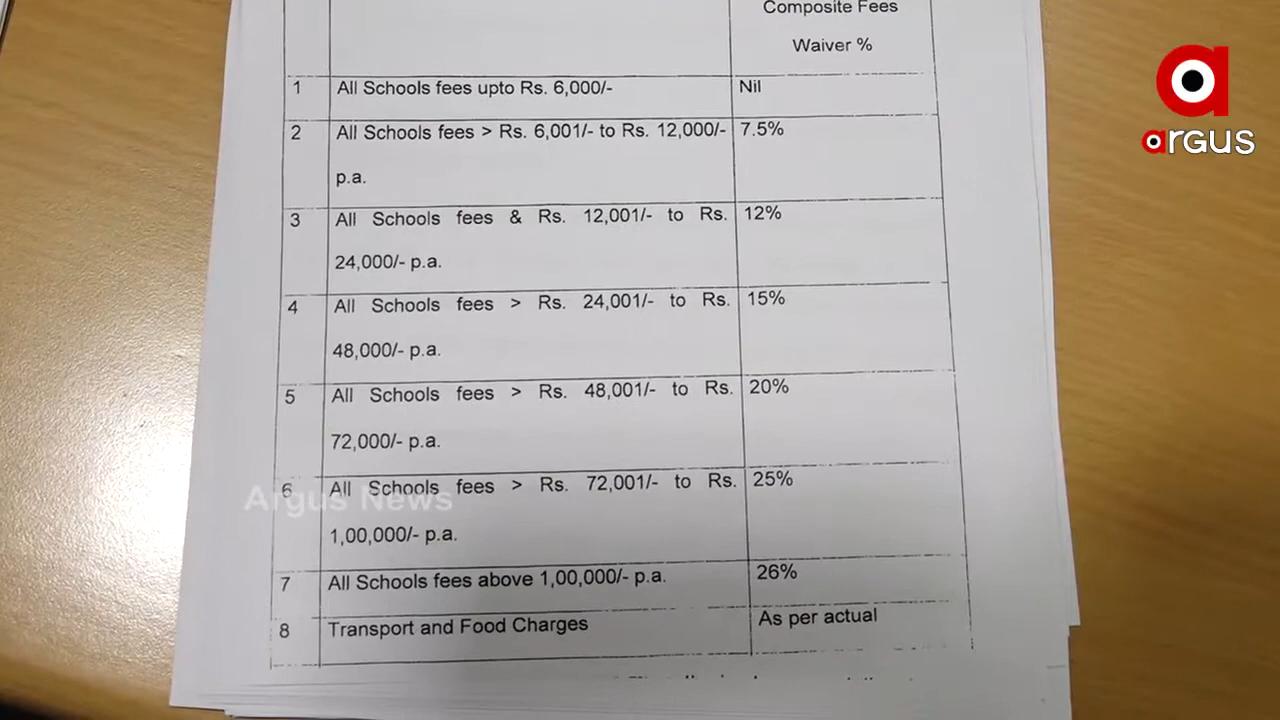 Composite Fees
Waiver %
1 All Schools fees upto Rs. 6,000/- Nil
2 All Schools fees > Rs. 6,001/- to Rs. 12,000/- 7.5%
p.a.
3 All Schools fees & Rs. 12,001/- to Rs. 12%
24,000/- p.a.
4 All Schools fees > Rs. 24,001/- to Rs. 15%
48,000/- p.a.
5 All Schools fees > Rs. 48,001/- to Rs. 20%
72,000/- p.a.
6 All Schools fees > Rs. 72,001/- to Rs. 25%
1,00,000/- p.a.
7 All Schools fees above 1,00,000/- p.a. 26%
8 Transport and Food Charges As per actual
a
argus
Argus News